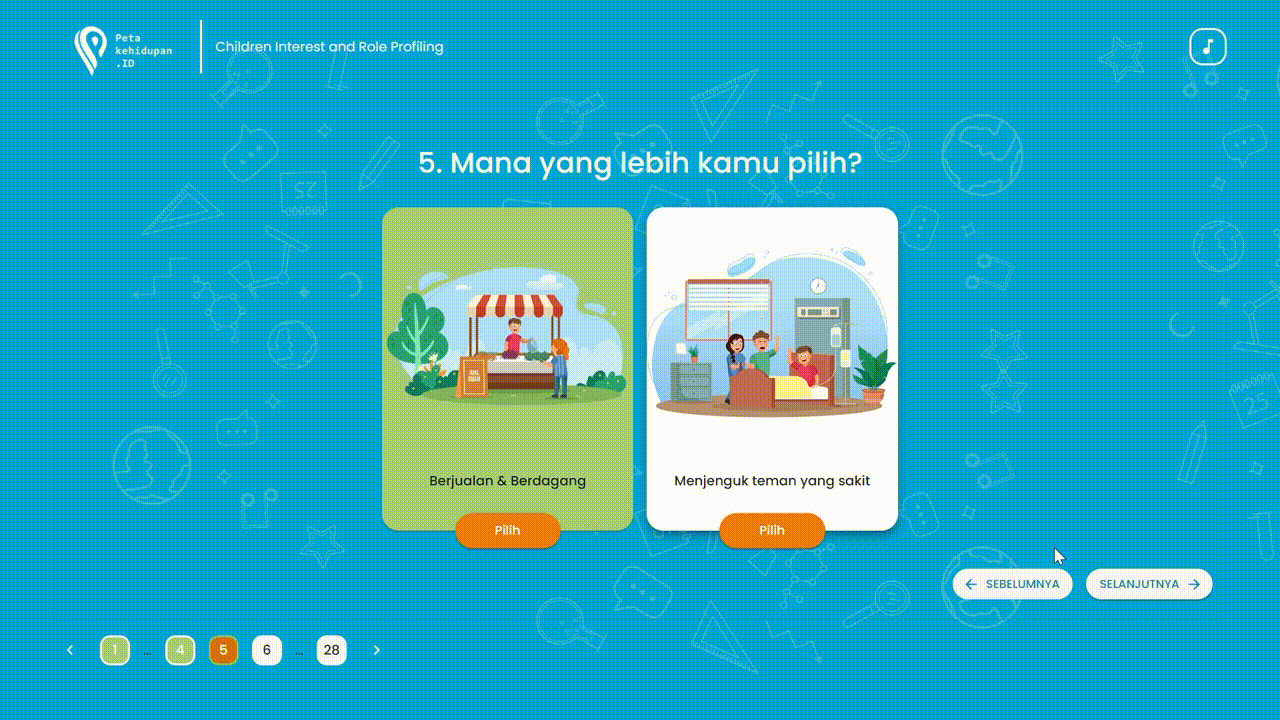 Peta
kehidupan
.ID
Children Interest and Role Profiling
5. Mana yang lebih kamu pilih?
Berjualan & Berdagang
Menjenguk teman yang sakit
Pilih
Pilih
SEBELUMNYA
SELANJUTNYA
1 ... 4 5 6 ... 28